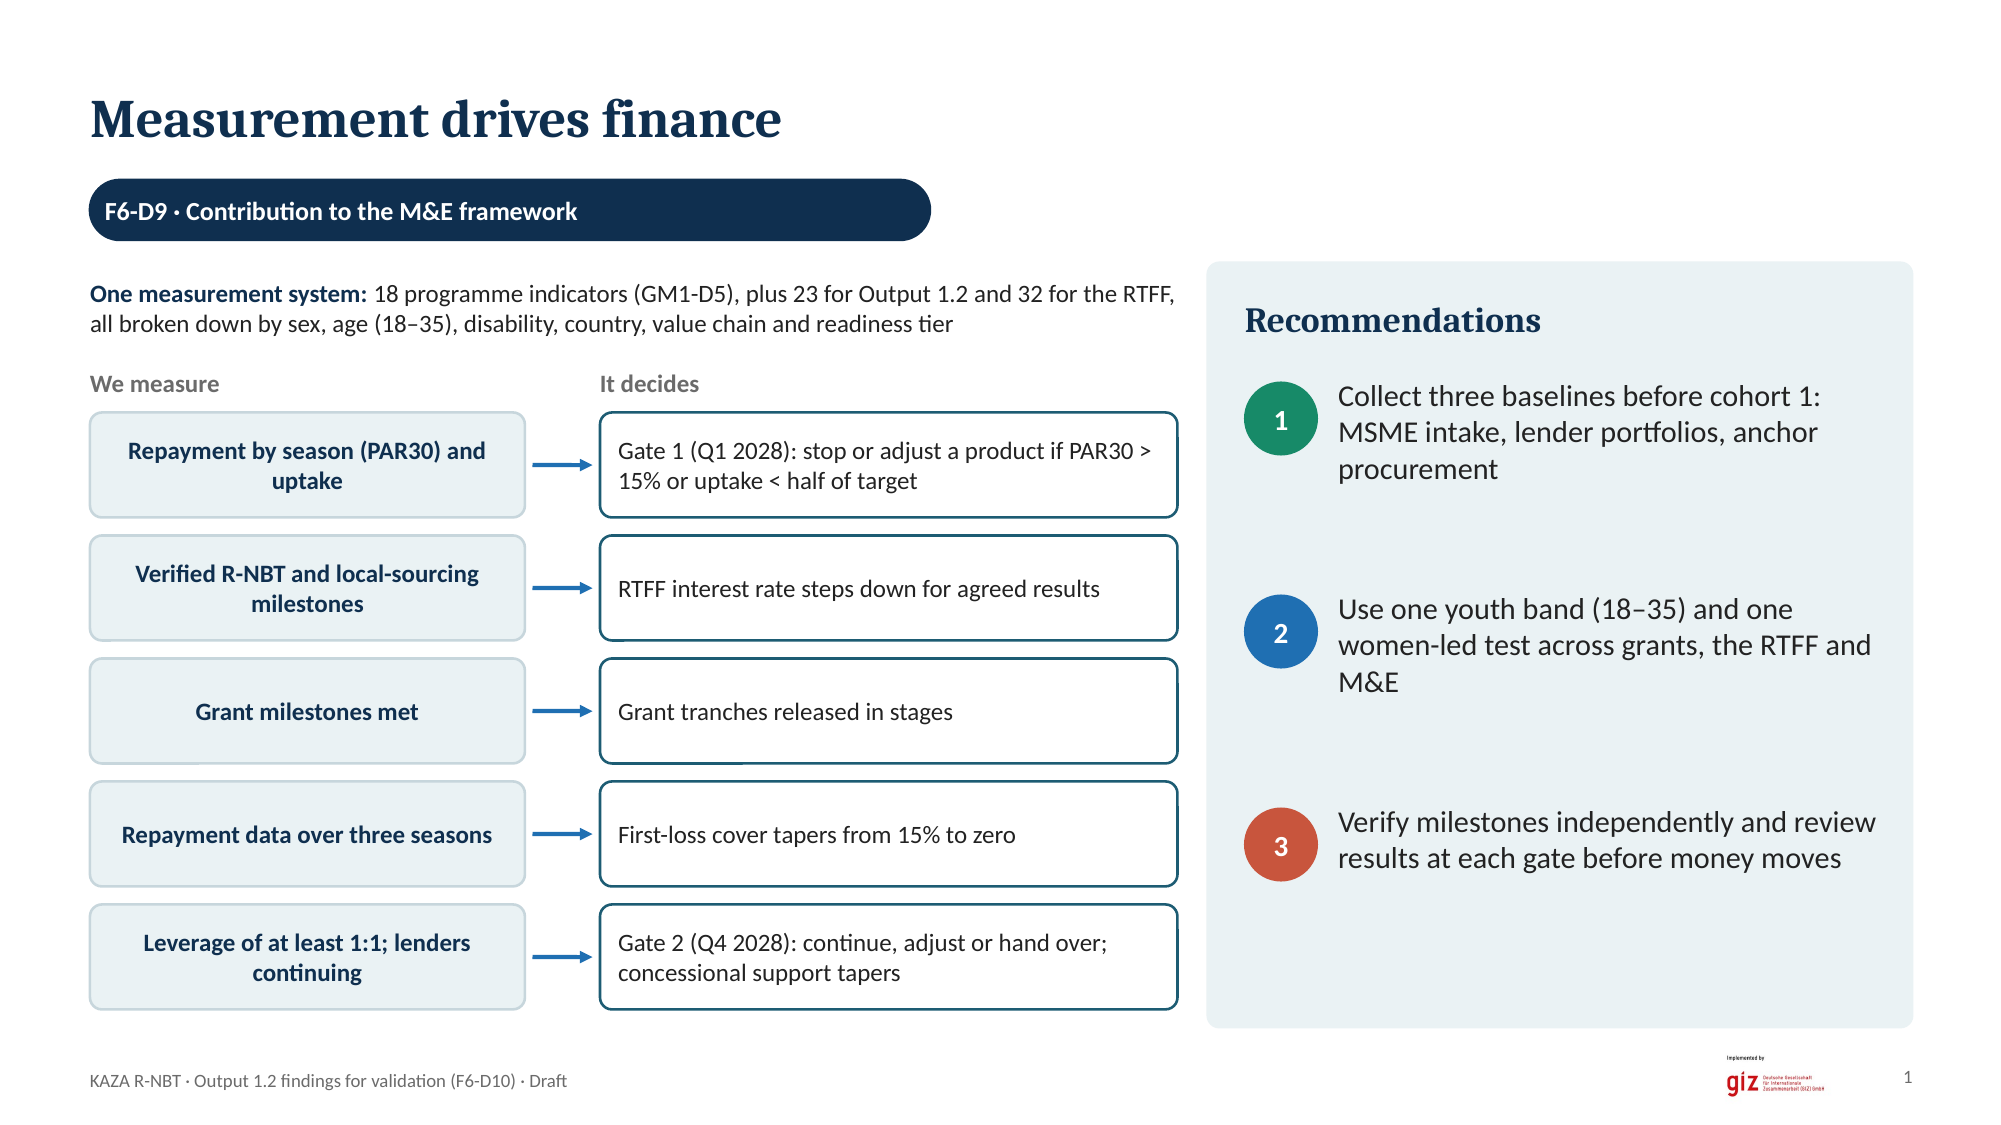 Measurement drives finance
F6-D9 · Contribution to the M&E framework
One measurement system: 18 programme indicators (GM1-D5), plus 23 for Output 1.2 and 32 for the RTFF,
all broken down by sex, age (18–35), disability, country, value chain and readiness tier
We measure
It decides
Repayment by season (PAR30) and
uptake
Gate 1 (Q1 2028): stop or adjust a product if PAR30 >
15% or uptake < half of target
Verified R-NBT and local-sourcing
milestones
RTFF interest rate steps down for agreed results
Grant milestones met
Grant tranches released in stages
Repayment data over three seasons
First-loss cover tapers from 15% to zero
Leverage of at least 1:1; lenders
continuing
Gate 2 (Q4 2028): continue, adjust or hand over;
concessional support tapers
Recommendations
1
Collect three baselines before cohort 1:
MSME intake, lender portfolios, anchor
procurement
2
Use one youth band (18–35) and one
women-led test across grants, the RTFF and
M&E
3
Verify milestones independently and review
results at each gate before money moves
KAZA R-NBT · Output 1.2 findings for validation (F6-D10) · Draft
Implemented by
giz
Deutsche Gesellschaft
für Internationale
Zusammenarbeit (GIZ) GmbH
1